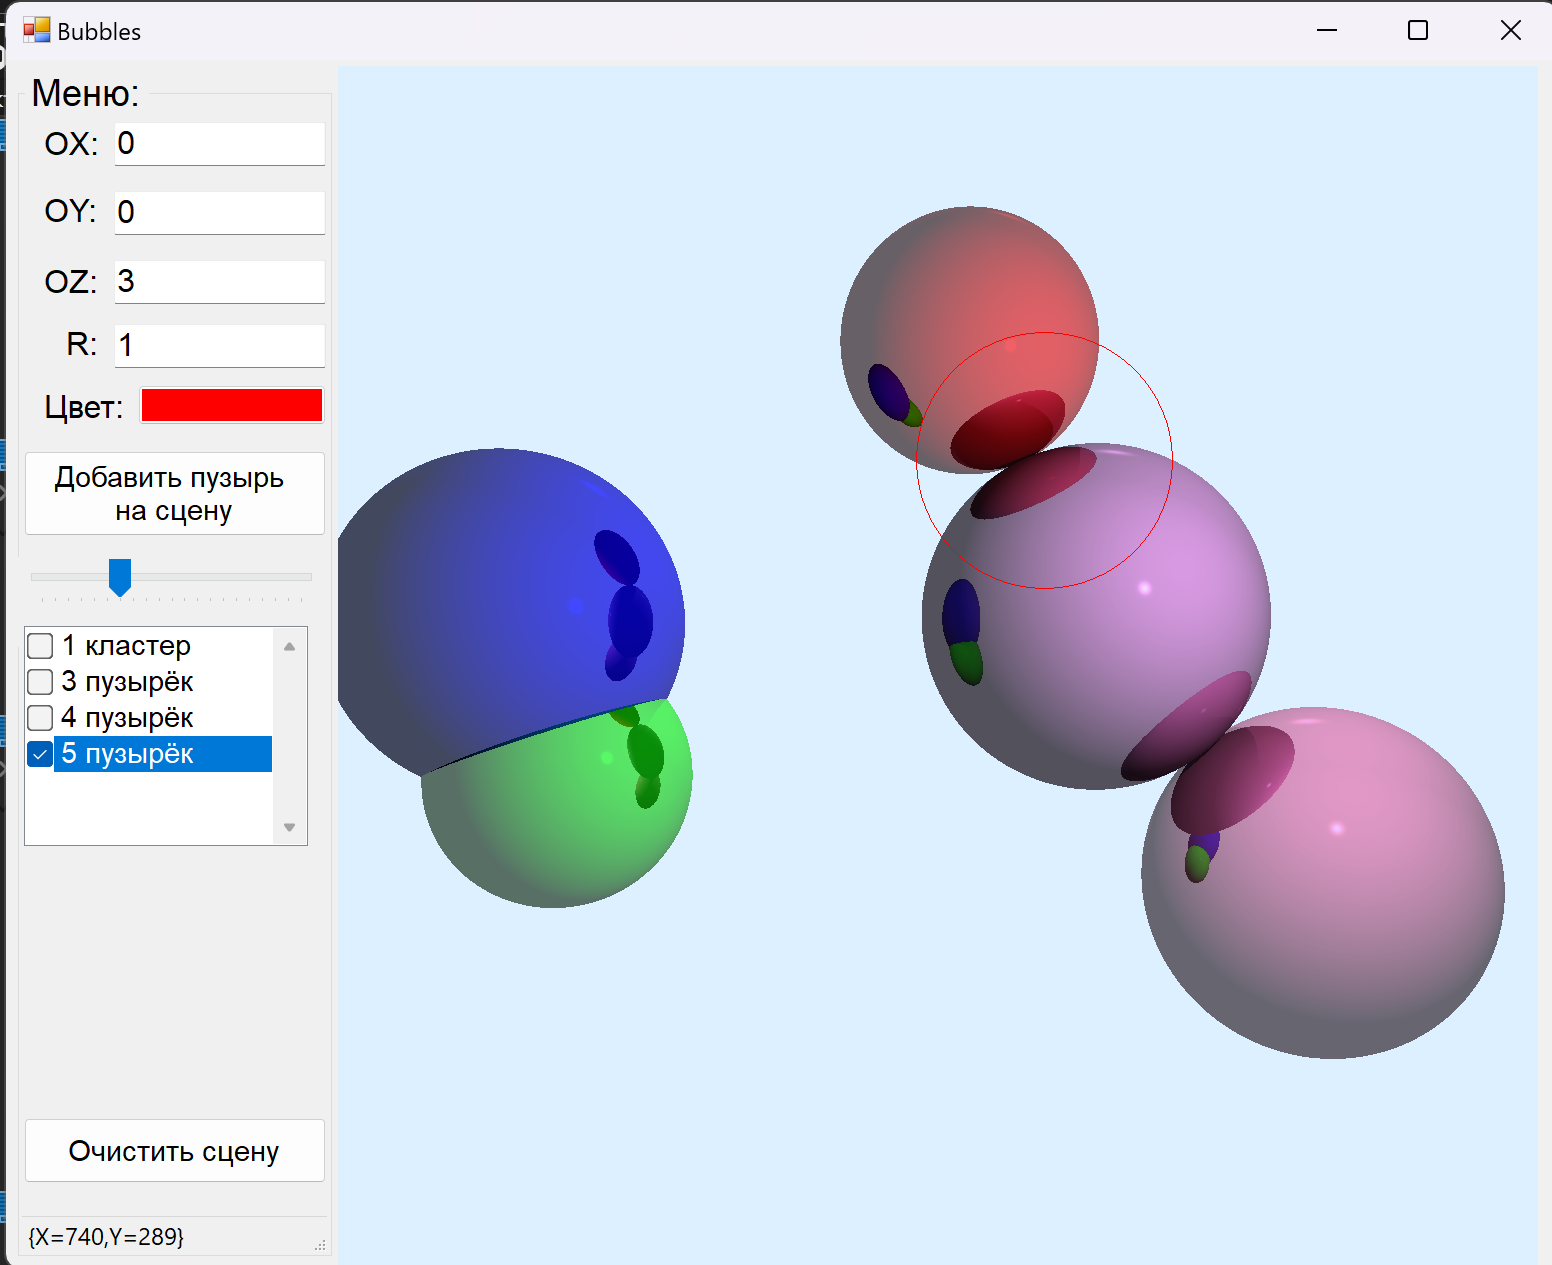 Bubbles
Меню:
OX: 0
OY: 0
OZ: 3
R: 1
Цвет:
Добавить пузырь
на сцену
1 кластер
3 пузырёк
4 пузырёк
5 пузырёк
Очистить сцену
{X=740,Y=289}